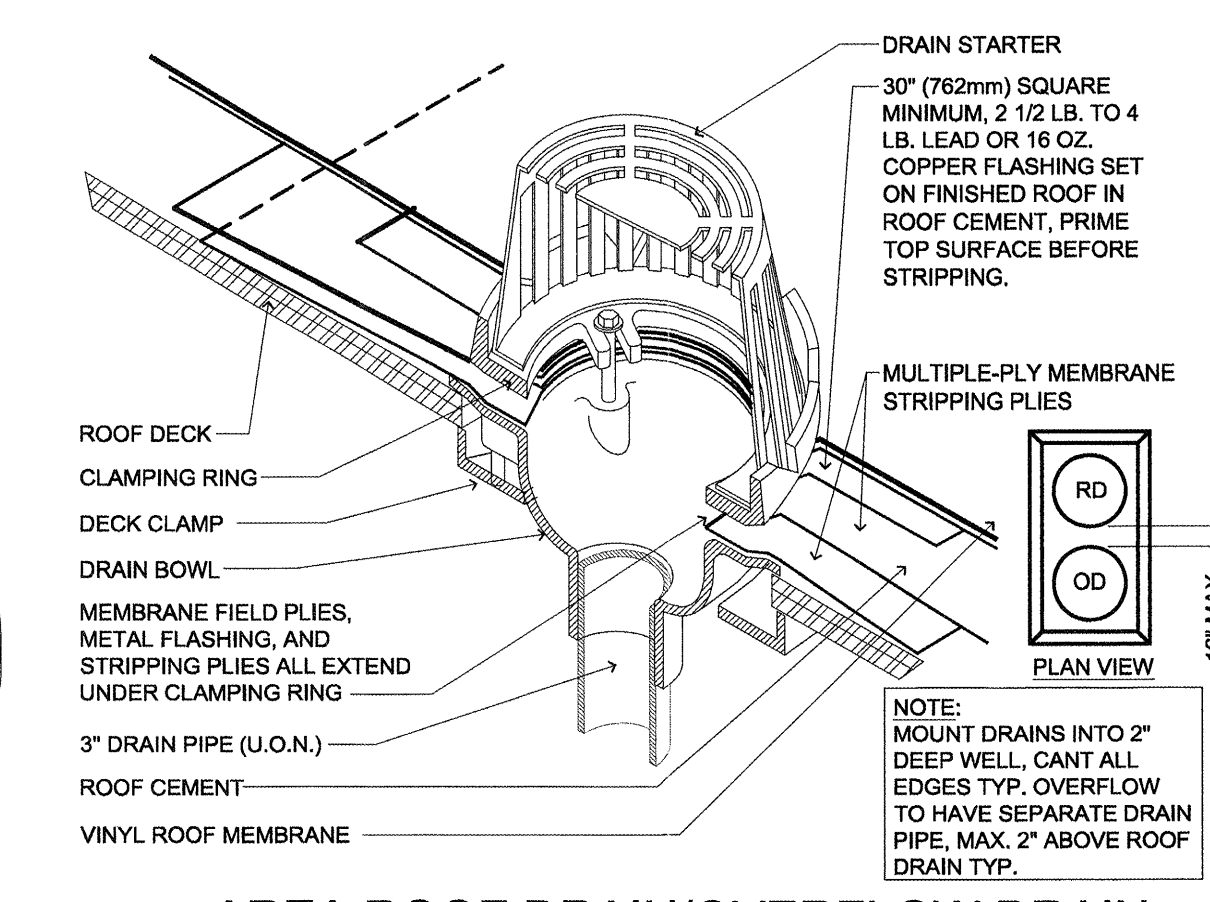 DRAIN STARTER
30" (762mm) SQUARE
MINIMUM, 2 1/2 LB. TO 4
LB. LEAD OR 16 OZ.
COPPER FLASHING SET
ON FINISHED ROOF IN
ROOF CEMENT, PRIME
TOP SURFACE BEFORE
STRIPPING.
MULTIPLE-PLY MEMBRANE
STRIPPING PLIES
ROOF DECK
CLAMPING RING
DECK CLAMP
DRAIN BOWL
MEMBRANE FIELD PLIES,
METAL FLASHING, AND
STRIPPING PLIES ALL EXTEND
UNDER CLAMPING RING
3" DRAIN PIPE (U.O.N.)
ROOF CEMENT
VINYL ROOF MEMBRANE
RD
OD
PLAN VIEW
MAX
NOTE:
MOUNT DRAINS INTO 2"
DEEP WELL, CANT ALL
EDGES TYP. OVERFLOW
TO HAVE SEPARATE DRAIN
PIPE, MAX. 2" ABOVE ROOF
DRAIN TYP.